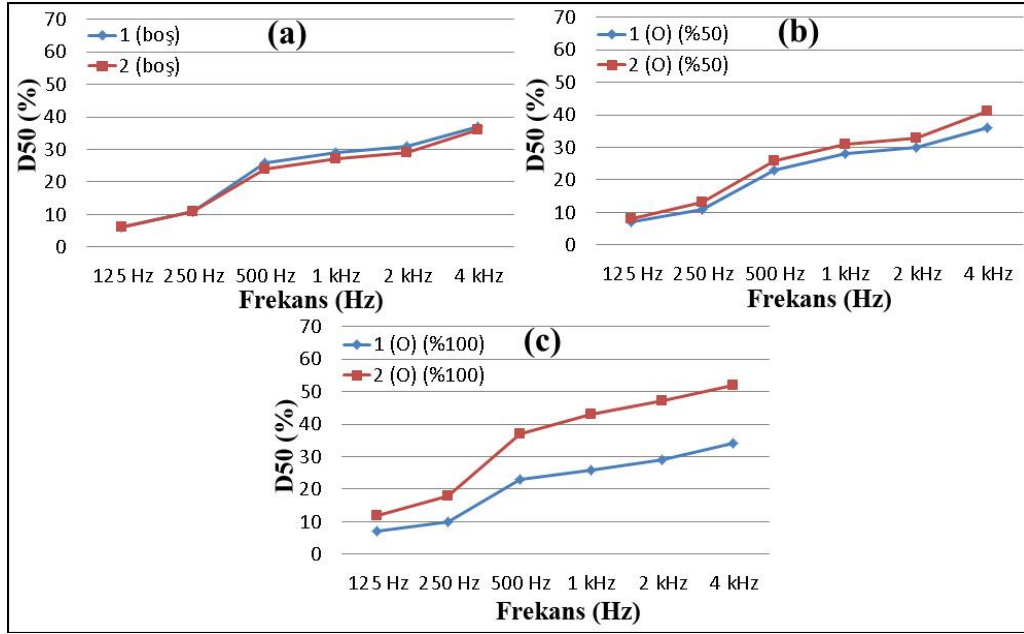 (a)
1 (boş)
2 (boş)
D50 (%)
70
60
50
40
30
20
10
0
125 Hz 250 Hz 500 Hz 1 kHz 2 kHz 4 kHz
Frekans (Hz)
(b)
1 (O) (%50)
2 (O) (%50)
D50 (%)
70
60
50
40
30
20
10
0
125 Hz 250 Hz 500 Hz 1 kHz 2 kHz 4 kHz
Frekans (Hz)
(c)
1 (O) (%100)
2 (O) (%100)
D50 (%)
70
60
50
40
30
20
10
0
125 Hz 250 Hz 500 Hz 1 kHz 2 kHz 4 kHz
Frekans (Hz)